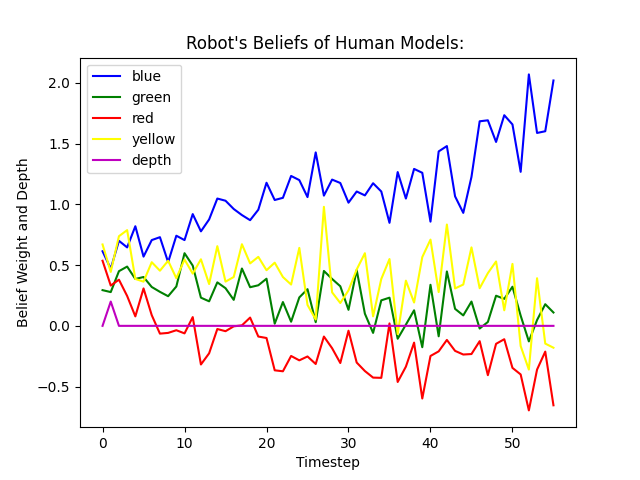 Robot's Beliefs of Human Models:
blue
green
red
yellow
depth
2.0
1.5
1.0
0.5
0.0
−0.5
Belief Weight and Depth
0 10 20 30 40 50
Timestep